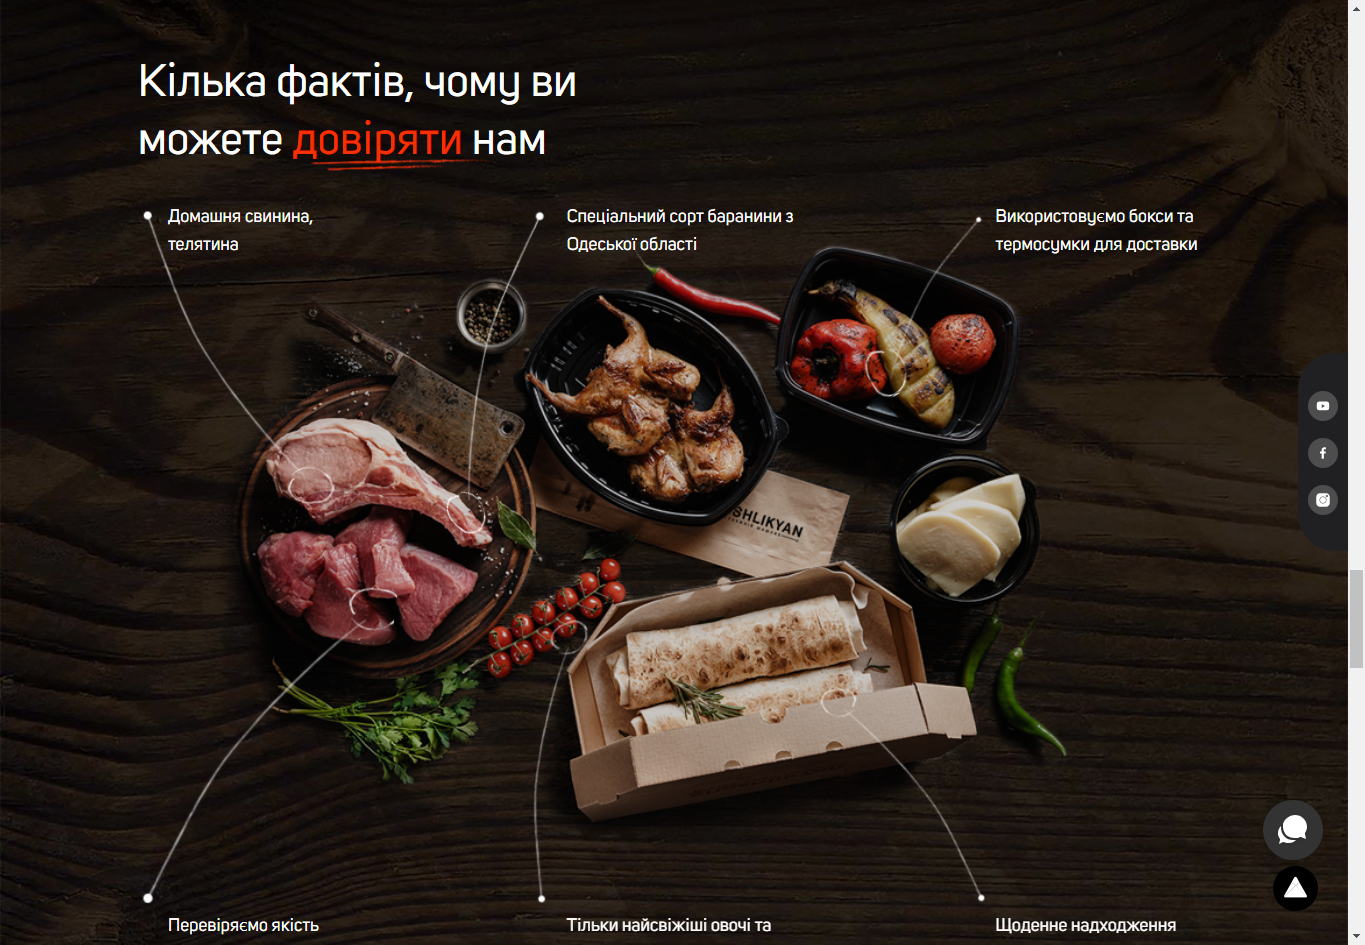 Кілька фактів, чому ви
можете довіряти нам
Домашня свинина,
телятина
Спеціальний сорт баранини з
Одеської області
Використовуємо бокси та
термосумки для доставки
SHLIKYAN
Перевіряємо якість
Тільки найсвіжіші овочі та
Щоденне надходження